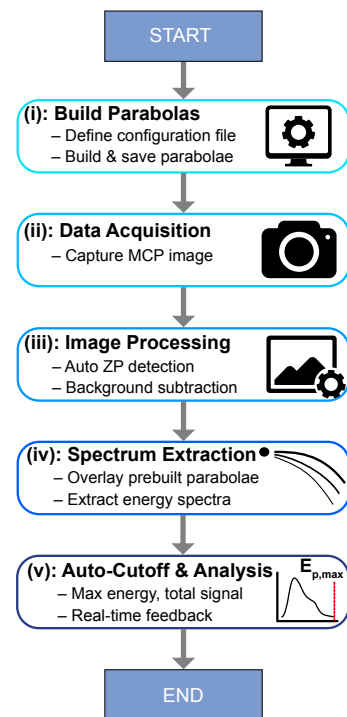 START
(i): Build Parabolas
– Define configuration file
– Build & save parabolae
(ii): Data Acquisition
– Capture MCP image
(iii): Image Processing
– Auto ZP detection
– Background subtraction
(iv): Spectrum Extraction
– Overlay prebuilt parabolae
– Extract energy spectra
(v): Auto-Cutoff & Analysis
– Max energy, total signal
– Real-time feedback
E_p,max
END